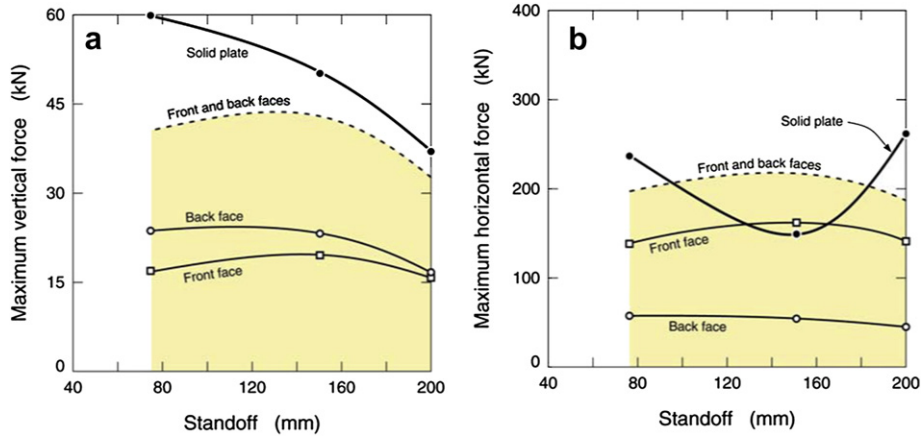 a
60
45
30
15
0
Maximum vertical force (kN)
Solid plate
Front and back faces
Back face
Front face
40
80
120
160
200
Standoff (mm)
b
400
300
200
100
0
Maximum horizontal force (kN)
Solid plate
Front and back faces
Front face
Back face
40
80
120
160
200
Standoff (mm)